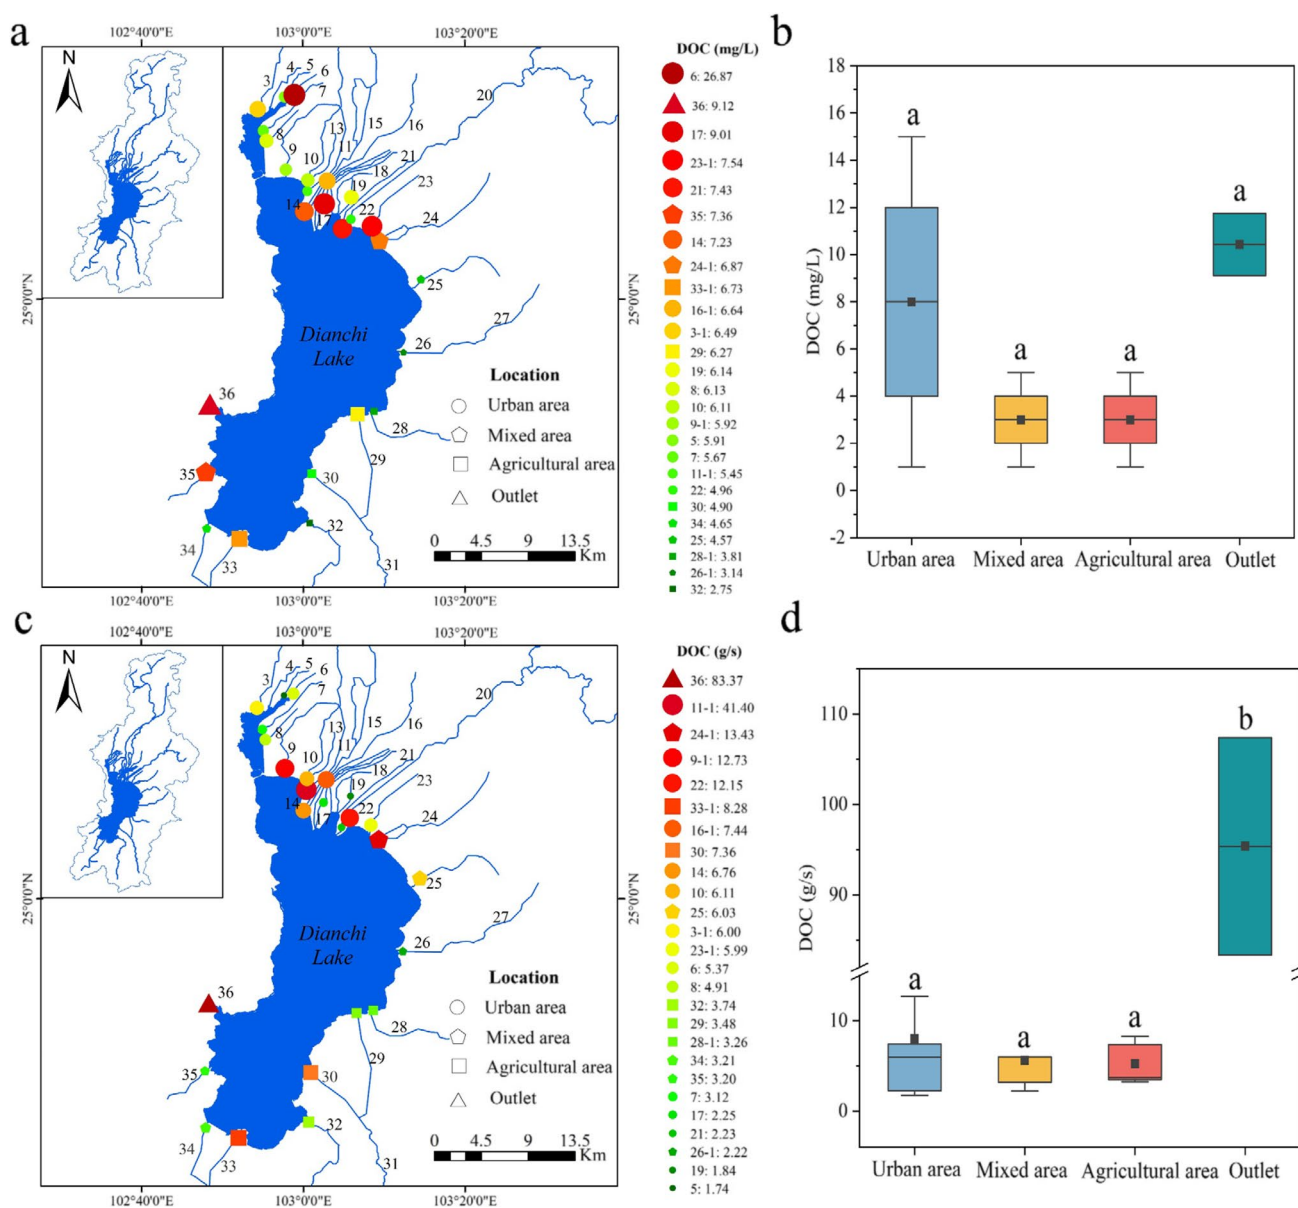 a
102°40'0"E
103°0'0"E
103°20'0"E
N
3
4
5
6
7
8
9
10
13
11
15
16
20
21
18
19
23
14
17
22
24
25
25°0'0"N
25°0'0"N
27
26
Dianchi
Lake
Location
Urban area
Mixed area
Agricultural area
Outlet
36
28
29
35
30
32
34
33
31
0
4.5
9
13.5
Km
DOC (mg/L)
6: 26.87
36: 9.12
17: 9.01
23-1: 7.54
21: 7.43
35: 7.36
14: 7.23
24-1: 6.87
33-1: 6.73
16-1: 6.64
3-1: 6.49
29: 6.27
19: 6.14
8: 6.13
10: 6.11
9-1: 5.92
5: 5.91
7: 5.67
11-1: 5.45
22: 4.96
30: 4.90
34: 4.65
25: 4.57
28-1: 3.81
26-1: 3.14
32: 2.75
b
18
16
14
12
10
8
6
4
2
0
-2
DOC (mg/L)
a
a
a
a
Urban area
Mixed area
Agricultural area
Outlet
c
102°40'0"E
103°0'0"E
103°20'0"E
N
3
4
5
6
7
8
9
10
13
11
15
16
20
21
18
19
23
14
17
22
24
25
25°0'0"N
25°0'0"N
27
26
Dianchi
Lake
Location
Urban area
Mixed area
Agricultural area
Outlet
36
28
29
35
30
32
34
33
31
0
4.5
9
13.5
Km
102°40'0"E
103°0'0"E
103°20'0"E
DOC (g/s)
36: 83.37
11-1: 41.40
24-1: 13.43
9-1: 12.73
22: 12.15
33-1: 8.28
16-1: 7.44
30: 7.36
14: 6.76
10: 6.11
25: 6.03
3-1: 6.00
23-1: 5.99
6: 5.37
8: 4.91
32: 3.74
29: 3.48
28-1: 3.26
34: 3.21
35: 3.20
7: 3.12
17: 2.25
21: 2.23
26-1: 2.22
19: 1.84
5: 1.74
d
110
100
90
10
0
DOC (g/s)
a
a
a
b
Urban area
Mixed area
Agricultural area
Outlet